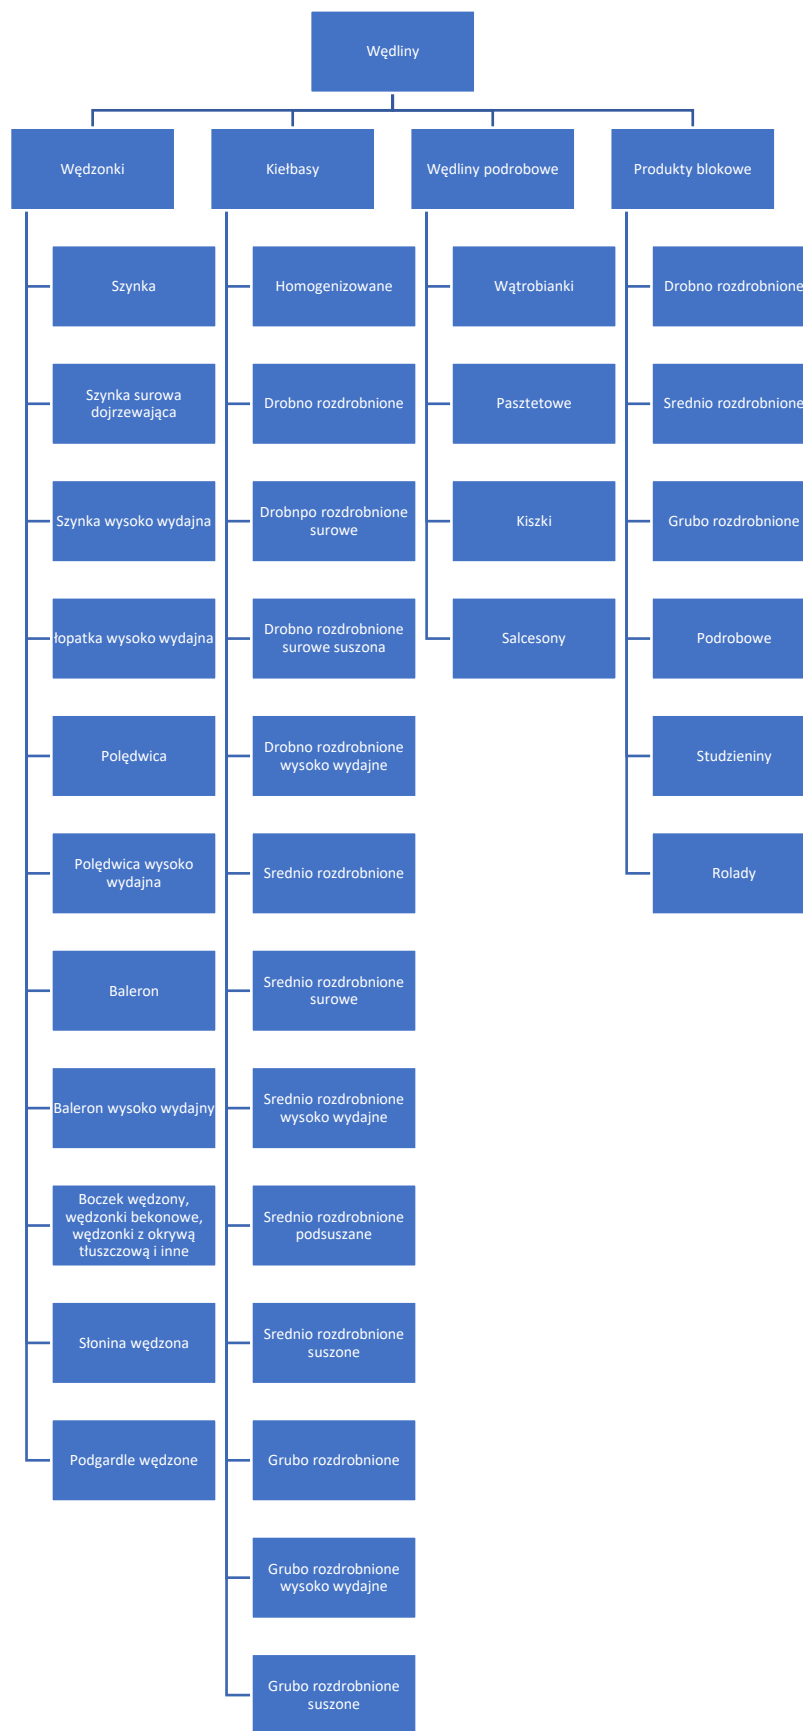 Wędliny
Wędzonki
Kiełbasy
Wędliny podrobowe
Produkty blokowe
Szynka
Szynka surowa
dojrzewająca
Szynka wysoko wydajna
łopatka wysoko wydajna
Polędwica
Polędwica wysoko
wydajna
Baleron
Baleron wysoko wydajny
Boczek wędzony,
wędzonki bekonowe,
wędzonki z okrywą
tłuszczową i inne
Słonina wędzona
Podgardle wędzone
Homogenizowane
Drobno rozdrobnione
Drobnpo rozdrobnione
surowe
Drobno rozdrobnione
surowe suszona
Drobno rozdrobnione
wysoko wydajne
Srednio rozdrobnione
Srednio rozdrobnione
surowe
Srednio rozdrobnione
wysoko wydajne
Srednio rozdrobnione
podsuszane
Srednio rozdrobnione
suszone
Grubo rozdrobnione
Grubo rozdrobnione
wysoko wydajne
Grubo rozdrobnione
suszone
Wątrobianki
Pasztetowe
Kiszki
Salcesony
Drobno rozdrobnione
Srednio rozdrobnione
Grubo rozdrobnione
Podrobowe
Studzieniny
Rolady